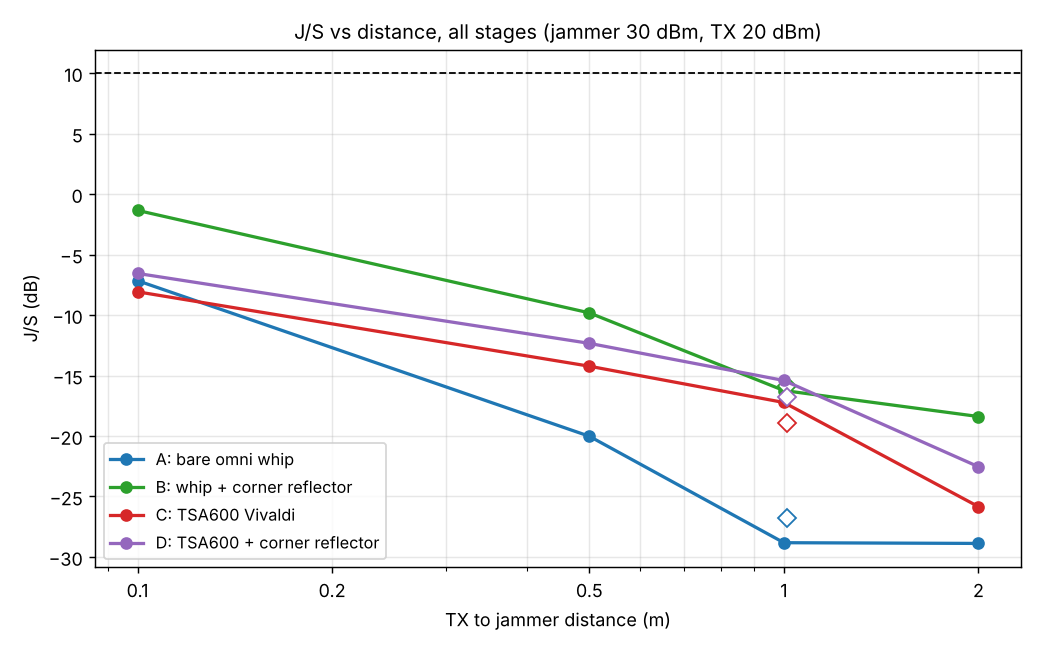 J/S vs distance, all stages (jammer 30 dBm, TX 20 dBm)
J/S (dB)
10
5
0
−5
−10
−15
−20
−25
−30
A: bare omni whip
B: whip + corner reflector
C: TSA600 Vivaldi
D: TSA600 + corner reflector
0.1
0.2
0.5
1
2
TX to jammer distance (m)